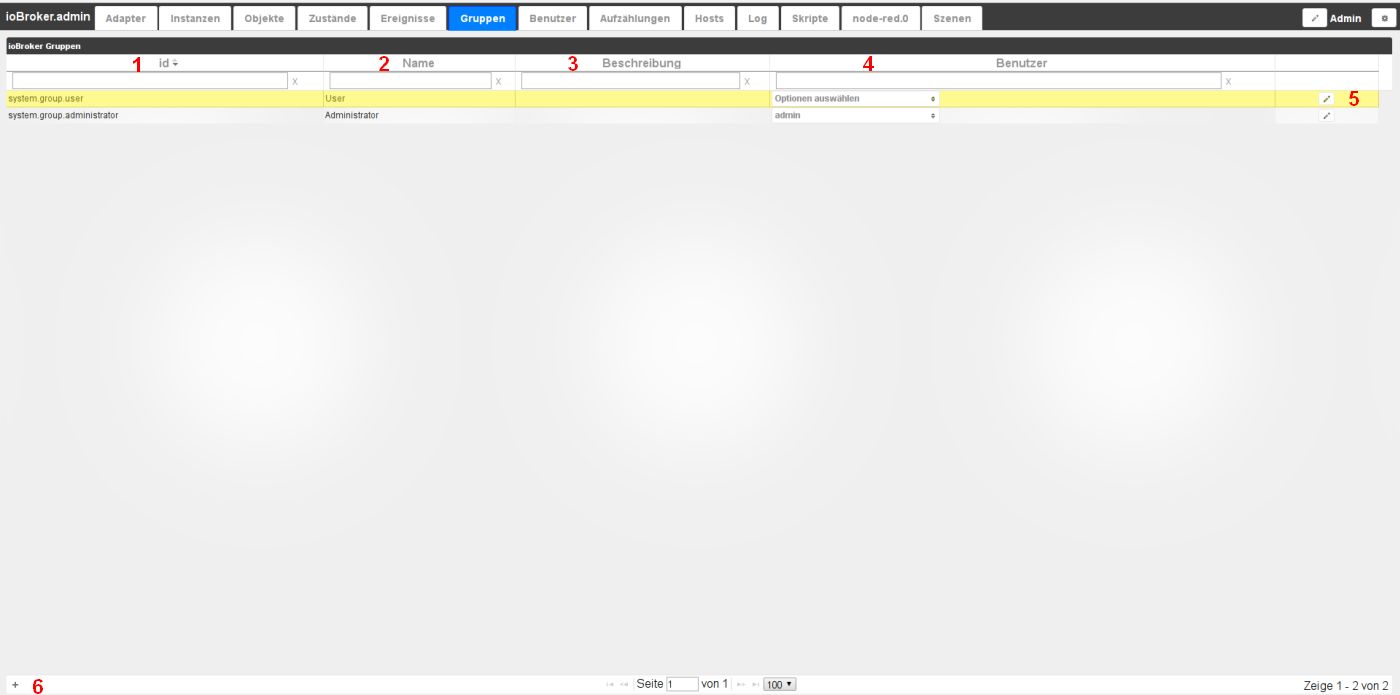 ioBroker.admin Adapter Instanzen Objekte Zustände Ereignisse Gruppen Benutzer Aufzählungen Hosts Log Skripte node-red.0 Szenen Admin
ioBroker Gruppen
1 id 2 Name 3 Beschreibung 4 Benutzer
x x x x
system.group.user User Optionen auswählen 5
system.group.administrator Administrator admin
+ 6 Seite 1 von 1 100 Zeige 1 - 2 von 2